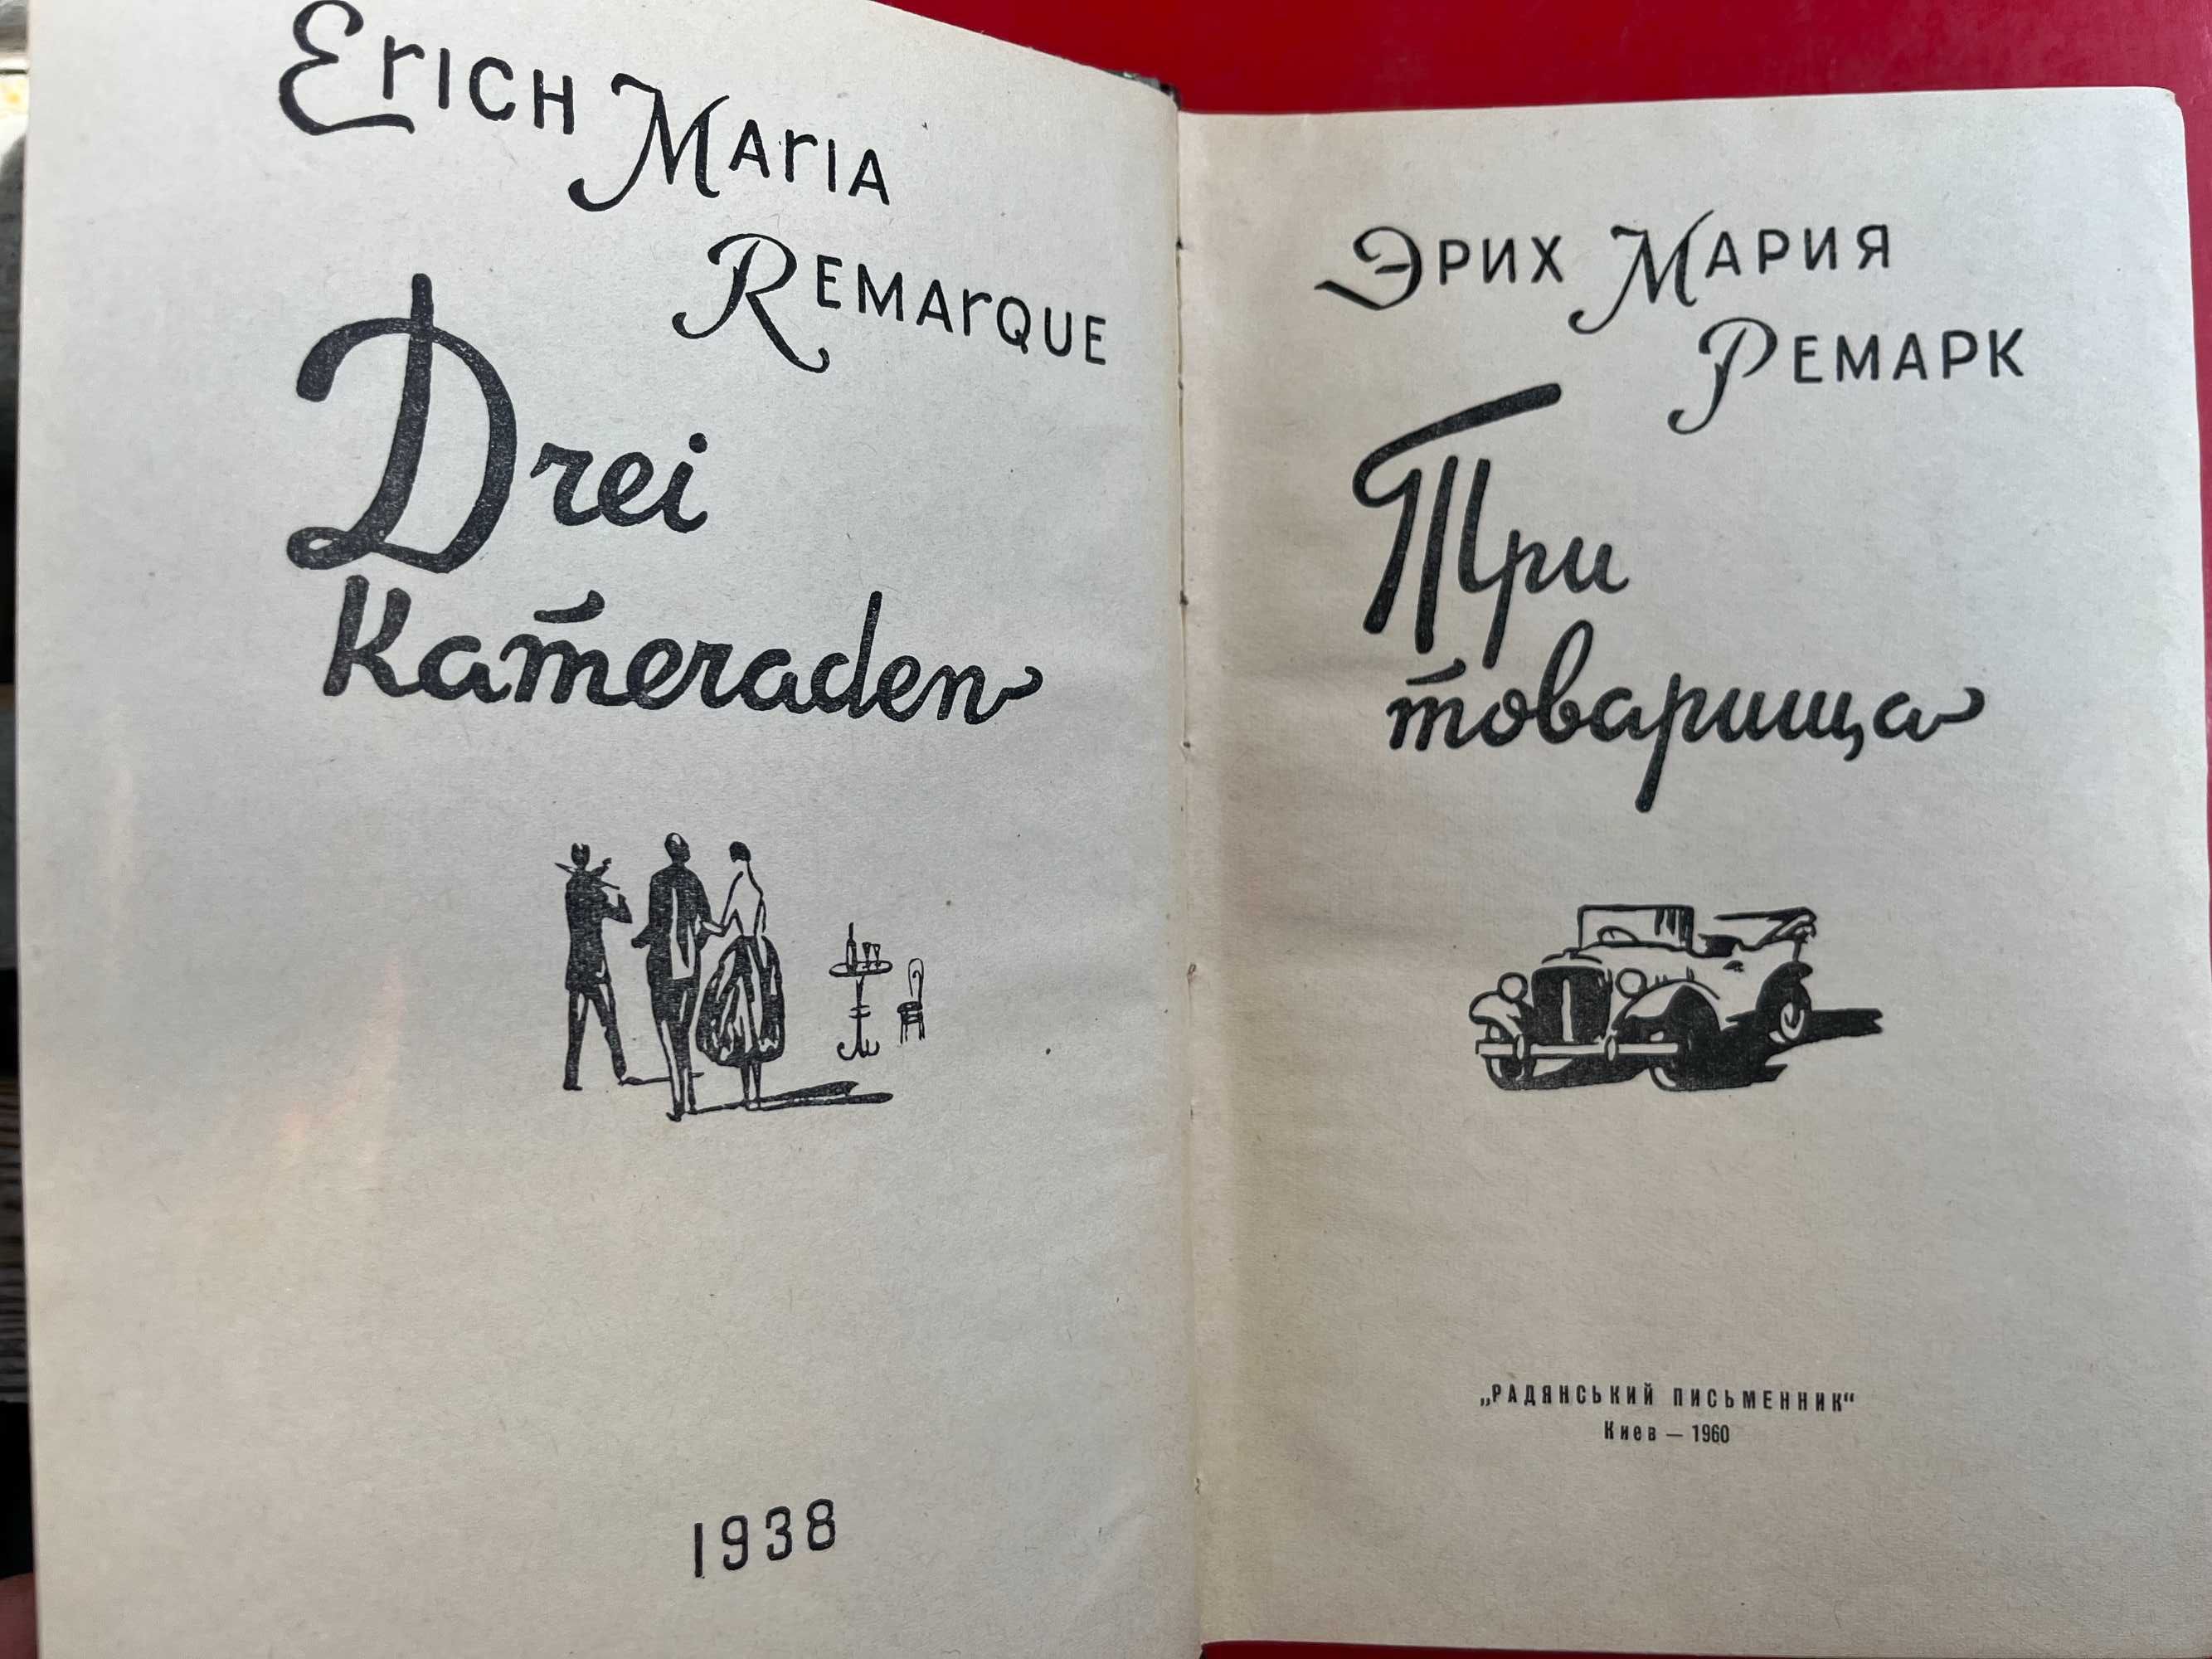 Erich Maria
Remarque
Drei
Kameraden
1938
Эрих Мария
Ремарк
Три
товарища
„РАДЯНСЬКИЙ ПИСЬМЕННИК“
Киев — 1960